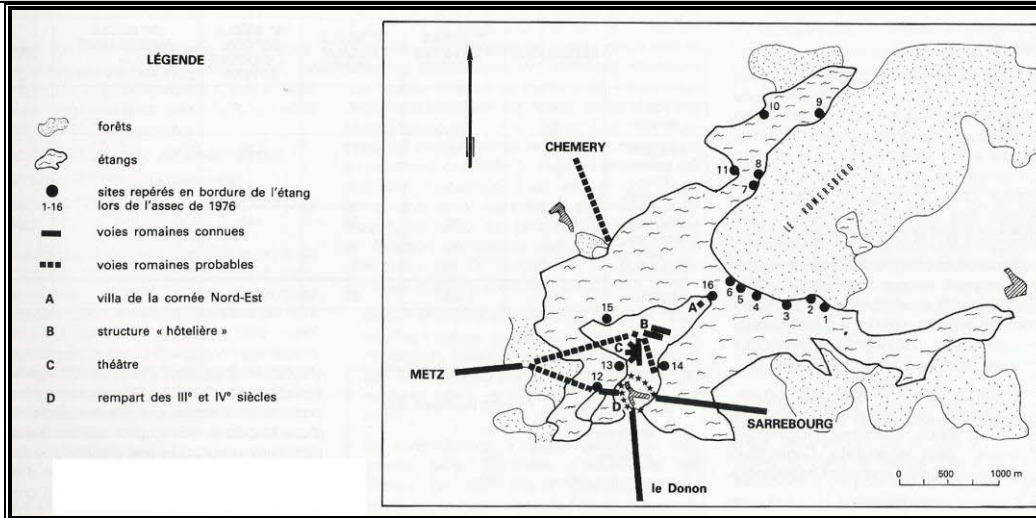 LÉGENDE
forêts
étangs
sites repérés en bordure de l'étang
1-16
lors de l'assec de 1976
voies romaines connues
voies romaines probables
A villa de la cornée Nord-Est
B structure « hôtelière »
C théâtre
D rempart des IIIᵉ et IVᵉ siècles
10
9
CHEMERY
11
8
7
LE ROMERSBERG
16
6
5
4
3
2
1
A
15
B
C
METZ
13
14
12
D
SARREBOURG
le Donon
0 500 1000 m